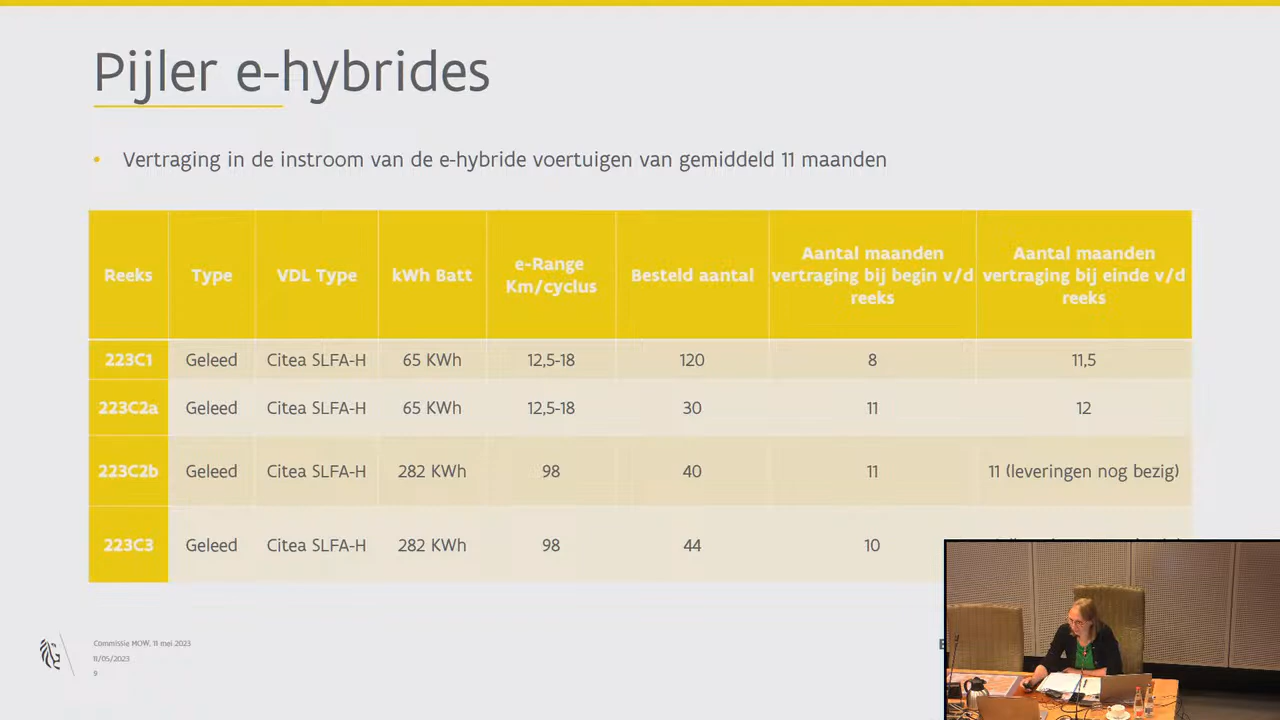 Pijler e-hybrides
• Vertraging in de instroom van de e-hybride voertuigen van gemiddeld 11 maanden
Reeks Type VDL Type kWh Batt e-Range Km/cyclus Besteld aantal Aantal maanden vertraging bij begin v/d reeks Aantal maanden vertraging bij einde v/d reeks
223C1 Geleed Citea SLFA-H 65 KWh 12,5-18 120 8 11,5
223C2a Geleed Citea SLFA-H 65 KWh 12,5-18 30 11 12
223C2b Geleed Citea SLFA-H 282 KWh 98 40 11 11 (leveringen nog bezig)
223C3 Geleed Citea SLFA-H 282 KWh 98 44 10
Commissie MOW, 11 mei 2023
11/05/2023
9